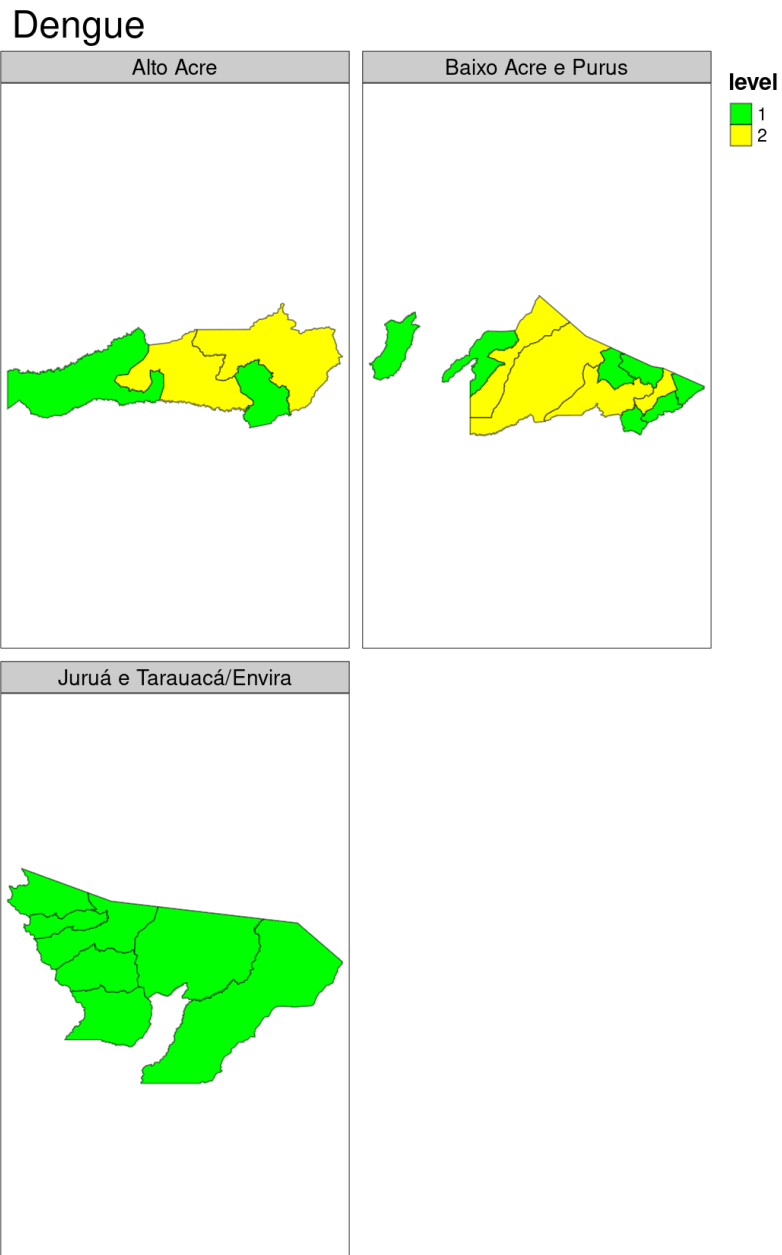 Dengue
Alto Acre
Baixo Acre e Purus
level
1
2
Juruá e Tarauacá/Envira